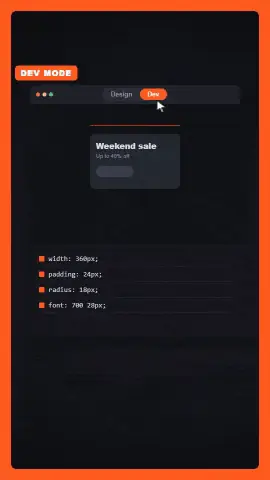 DEV MODE
Design Dev
Weekend sale
Up to 40% off
width: 360px;
padding: 24px;
radius: 18px;
font: 700 28px;